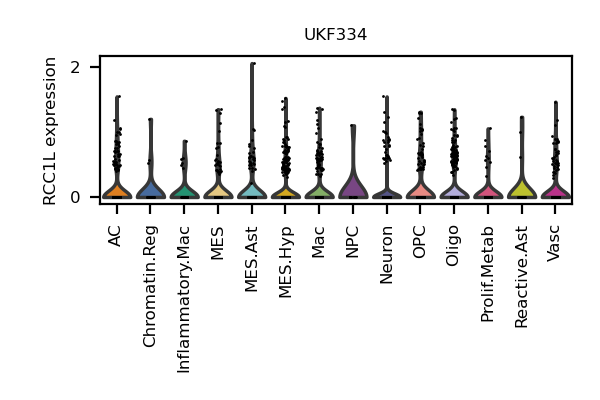 UKF334
RCC1L expression
2
0
AC
Chromatin.Reg
Inflammatory.Mac
MES
MES.Ast
MES.Hyp
Mac
NPC
Neuron
OPC
Oligo
Prolif.Metab
Reactive.Ast
Vasc